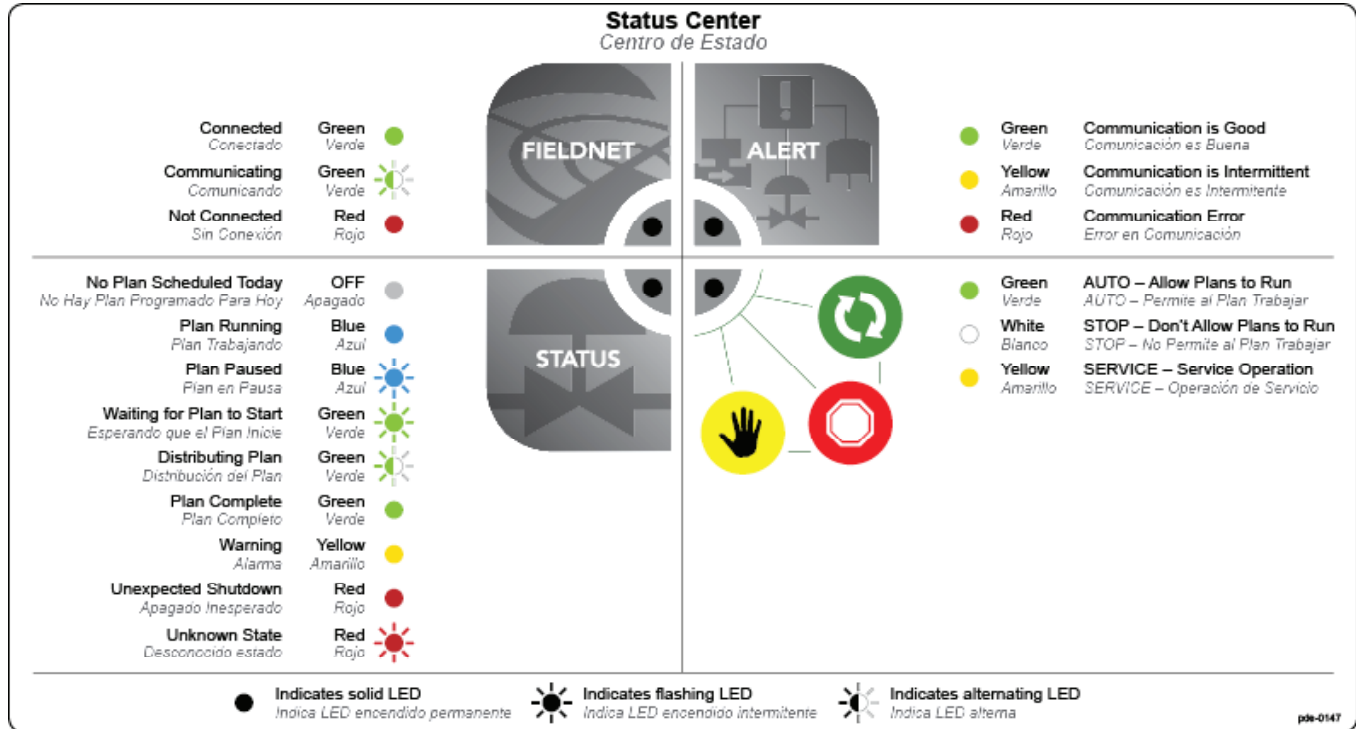 Status Center
Centro de Estado
FIELDNET
ALERT
Connected Green
Conectado Verde
Communicating Green
Comunicando Verde
Not Connected Red
Sin Conexión Rojo
Green Communication is Good
Verde Comunicación es Buena
Yellow Communication is Intermittent
Amarillo Comunicación es Intermitente
Red Communication Error
Rojo Error en Comunicación
STATUS
No Plan Scheduled Today OFF
No Hay Plan Programado Para Hoy Apagado
Plan Running Blue
Plan Trabajando Azul
Plan Paused Blue
Plan en Pausa Azul
Waiting for Plan to Start Green
Esperando que el Plan Inicie Verde
Distributing Plan Green
Distribución del Plan Verde
Plan Complete Green
Plan Completo Verde
Warning Yellow
Alarma Amarillo
Unexpected Shutdown Red
Apagado Inesperado Rojo
Unknown State Red
Desconocido estado Rojo
Green AUTO – Allow Plans to Run
Verde AUTO – Permite al Plan Trabajar
White STOP – Don't Allow Plans to Run
Blanco STOP – No Permite al Plan Trabajar
Yellow SERVICE – Service Operation
Amarillo SERVICE – Operación de Servicio
Indicates solid LED
Indica LED encendido permanente
Indicates flashing LED
Indica LED encendido intermitente
Indicates alternating LED
Indica LED alterna
pde-0147